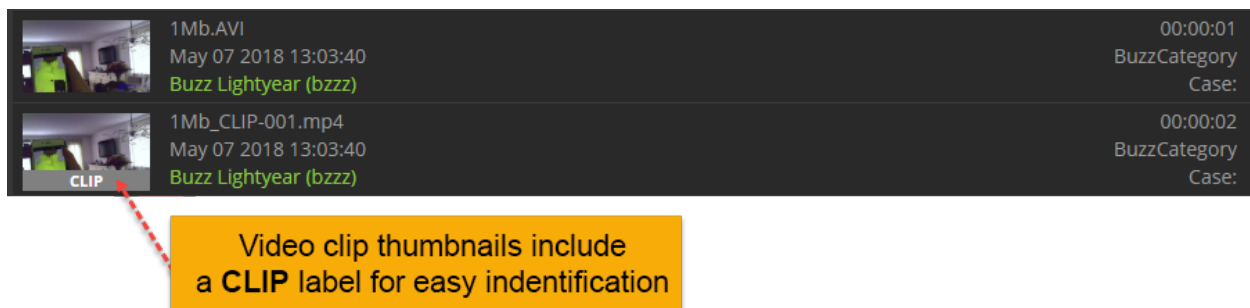 1Mb.AVI
00:00:01
May 07 2018 13:03:40
BuzzCategory
Buzz Lightyear (bzzz)
Case:
1Mb_CLIP-001.mp4
00:00:02
May 07 2018 13:03:40
BuzzCategory
CLIP
Buzz Lightyear (bzzz)
Case:
Video clip thumbnails include
a CLIP label for easy indentification